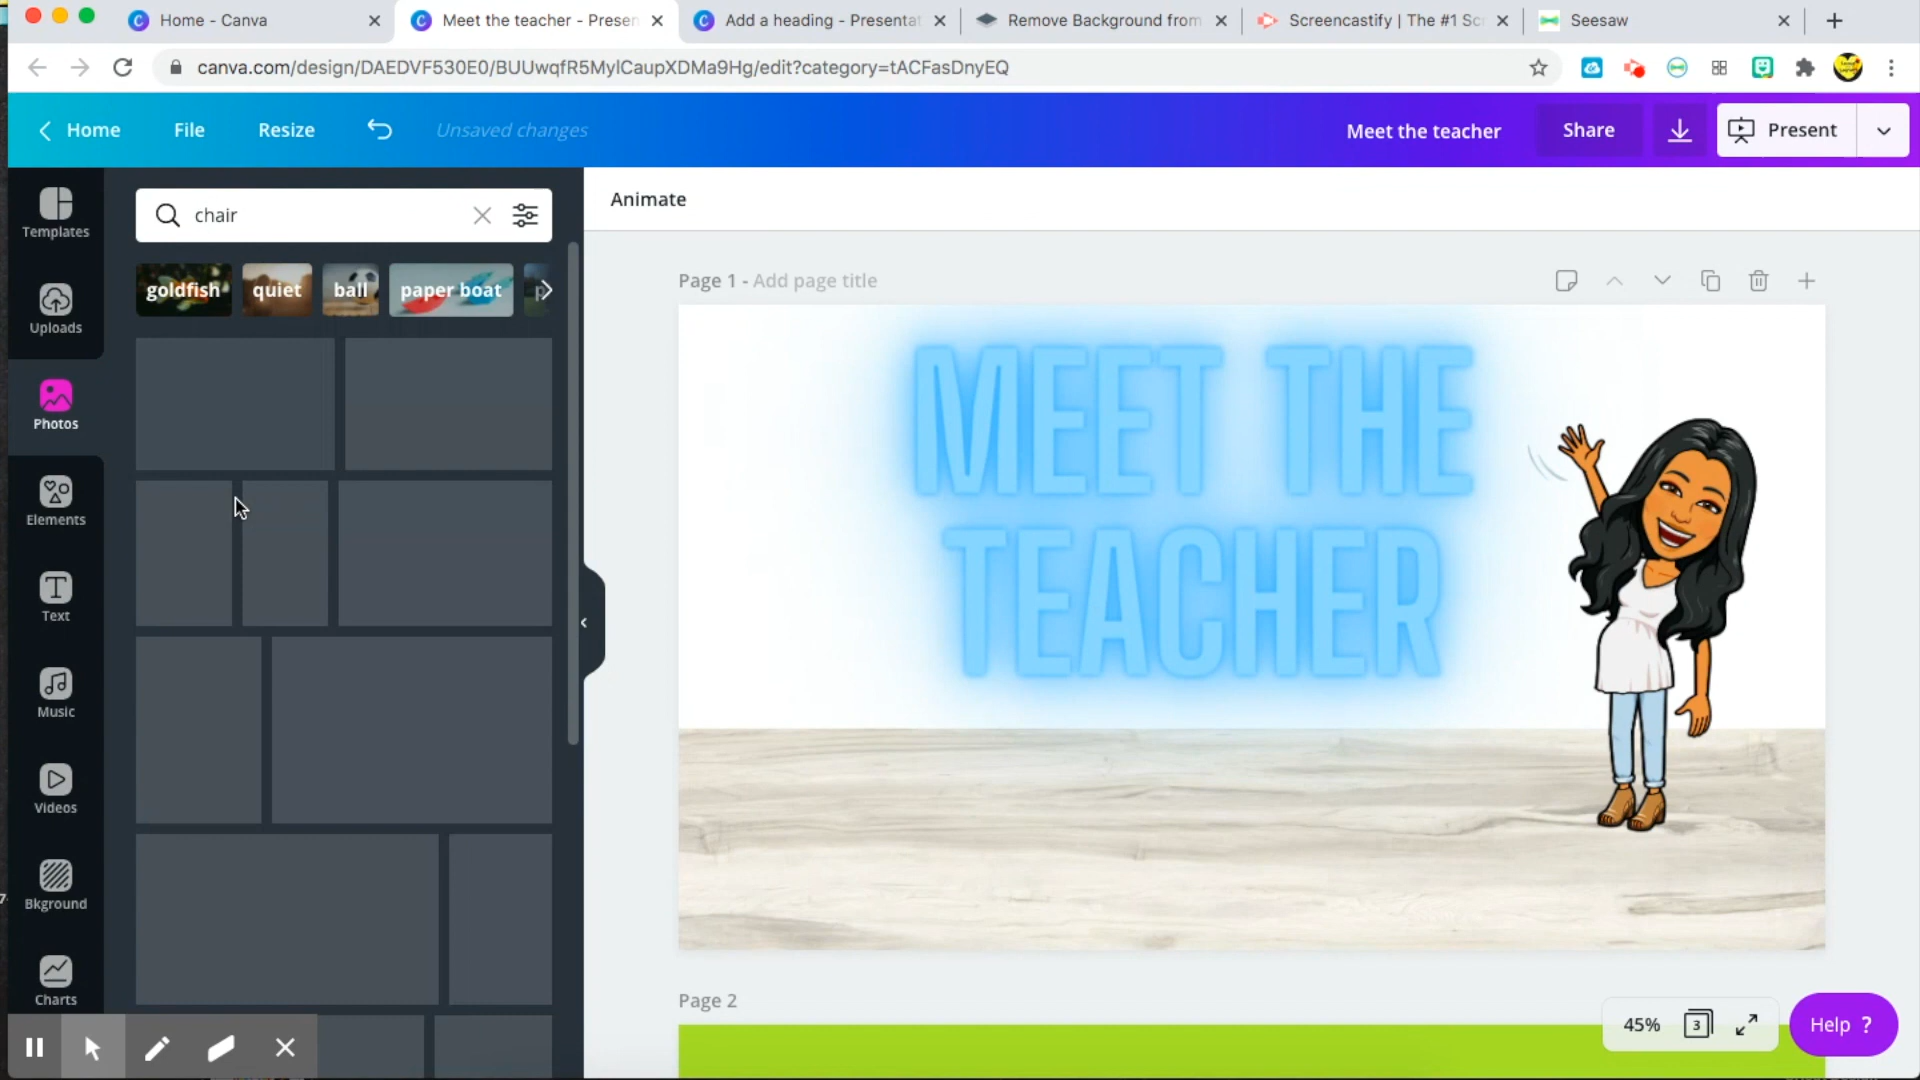 Home - Canva
Meet the teacher - Presen
Add a heading - Presentat
Remove Background from
Screencastify | The #1 Sc
Seesaw
canva.com/design/DAEDVF530E0/BUUwqfR5MylCaupXDMa9Hg/edit?category=tACFasDnyEQ
Home
File
Resize
Unsaved changes
Meet the teacher
Share
Present
Templates
Uploads
Photos
Elements
Text
Music
Videos
Bkground
Charts
chair
goldfish
quiet
ball
paper boat
Animate
Page 1 - Add page title
MEET THE
TEACHER
Page 2
45%
3
Help ?